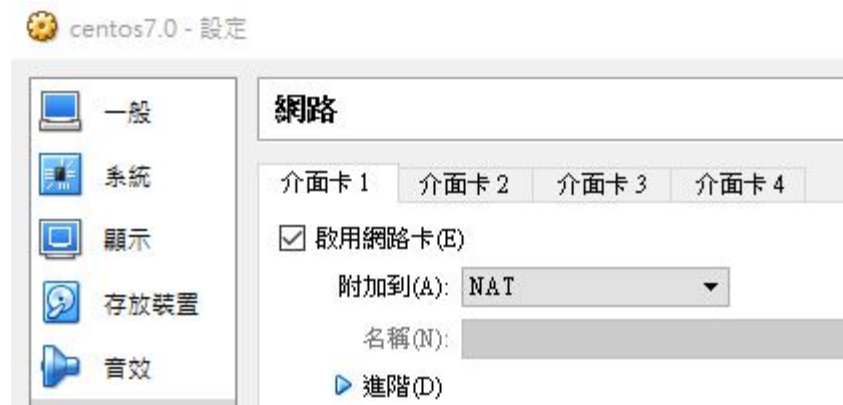 centos7.0 - 設定
一般
系統
顯示
存放裝置
音效
網路
介面卡 1 介面卡 2 介面卡 3 介面卡 4
啟用網路卡(E)
附加到(A): NAT
名稱(N):
進階(D)